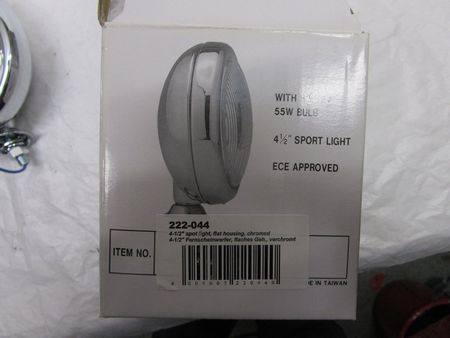 WITH
55W BULB
4½" SPORT LIGHT
ECE APPROVED
222-044
4-1/2" spot light, flat housing, chromed
4-1/2" Fernscheinwerfer, flaches Geh., verchromt
ITEM NO.
IN TAIWAN